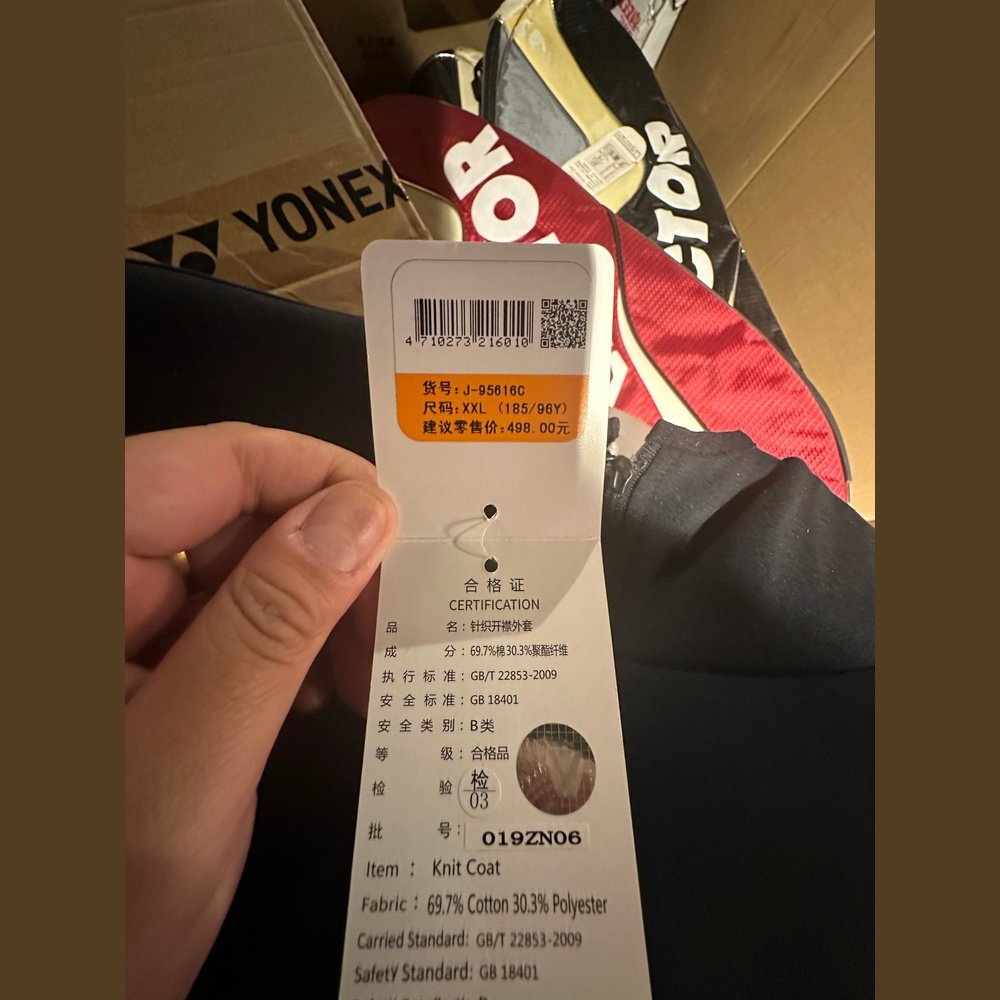 YONEX
TOR
CTOR
4 710273 216010
货号:J-95616C
尺码:XXL (185/96Y)
建议零售价:498.00元
合格证
CERTIFICATION
品名:针织开襟外套
成分:69.7%棉30.3%聚酯纤维
执行标准:GB/T 22853-2009
安全标准:GB 18401
安全类别:B类
等级:合格品
检验 检 03
批号: 019ZN06
Item: Knit Coat
Fabric: 69.7% Cotton 30.3% Polyester
Carried Standard: GB/T 22853-2009
SafetY Standard: GB 18401